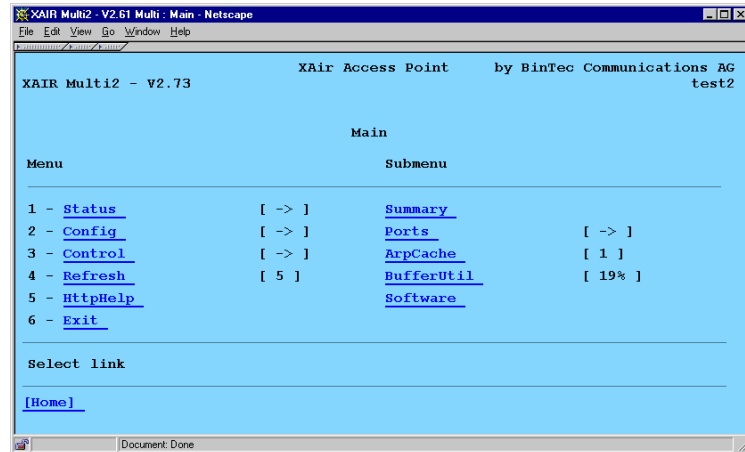 XAIR Multi2 - V2.61 Multi : Main - Netscape
File Edit View Go Window Help
XAir Access Point by BinTec Communications AG
XAIR Multi2 - V2.73 test2
Main
Menu Submenu
1 - Status [ -> ] Summary
2 - Config [ -> ] Ports [ -> ]
3 - Control [ -> ] ArpCache [ 1 ]
4 - Refresh [ 5 ] BufferUtil [ 19% ]
5 - HttpHelp Software
6 - Exit
Select link
[Home]
Document: Done